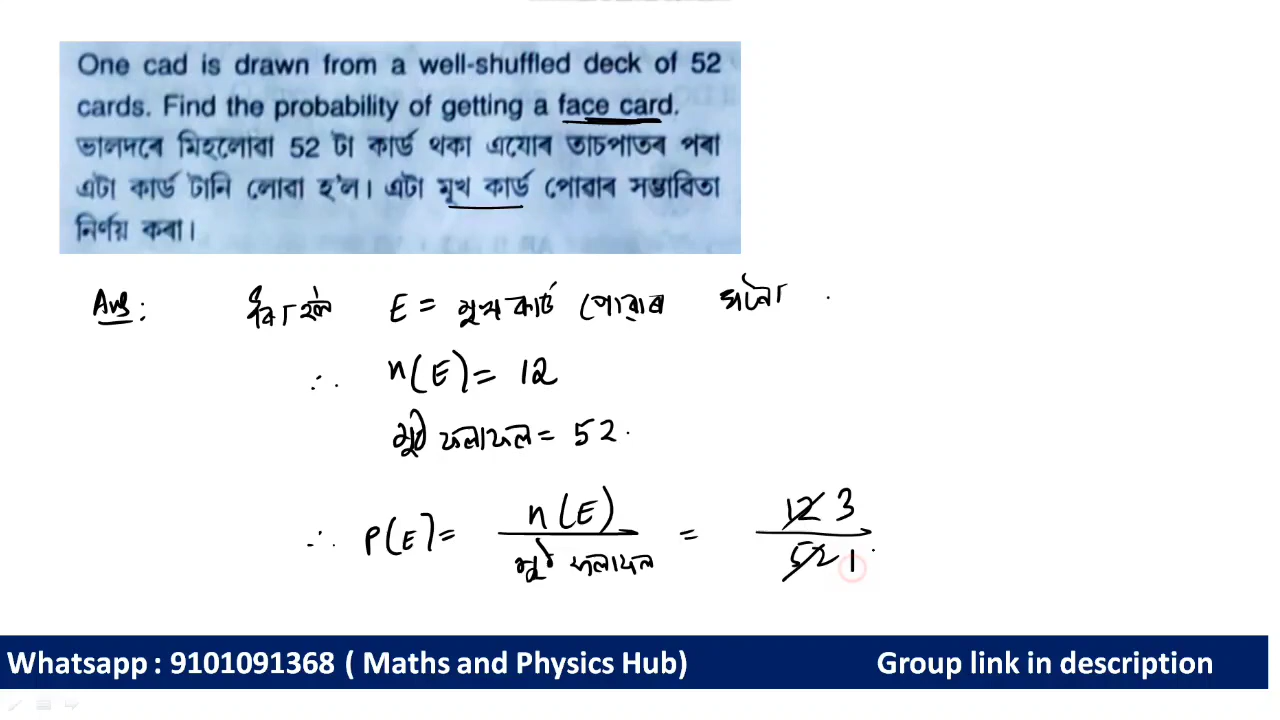 One cad is drawn from a well-shuffled deck of 52
cards. Find the probability of getting a face card.
ভালদৰে মিহলোৱা 52 টা কাৰ্ড থকা এযোৰ তাচপাতৰ পৰা
এটা কাৰ্ড টানি লোৱা হ'ল। এটা মুখ কাৰ্ড পোৱাৰ সম্ভাৱিতা
নিৰ্ণয় কৰা।
Ans: E = মুখ কাৰ্ড পোৱাৰ
∴ n(E) = 12
মুঠ ফলাফল = 52.
∴ P(E) = n(E) / মুঠ ফলাফল = 12 3 / 52 1
Whatsapp : 9101091368 ( Maths and Physics Hub) Group link in description